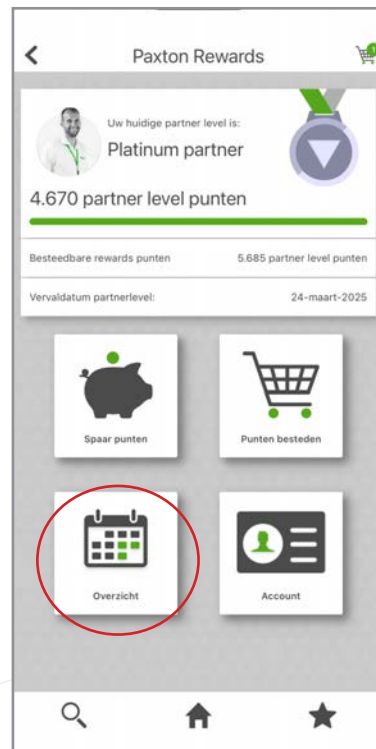 Paxton Rewards
1
Uw huidige partner level is:
Platinum partner
4.670 partner level punten
Besteedbare rewards punten 5.685 partner level punten
Vervaldatum partnerlevel: 24-maart-2025
Spaar punten Punten besteden
Overzicht Account